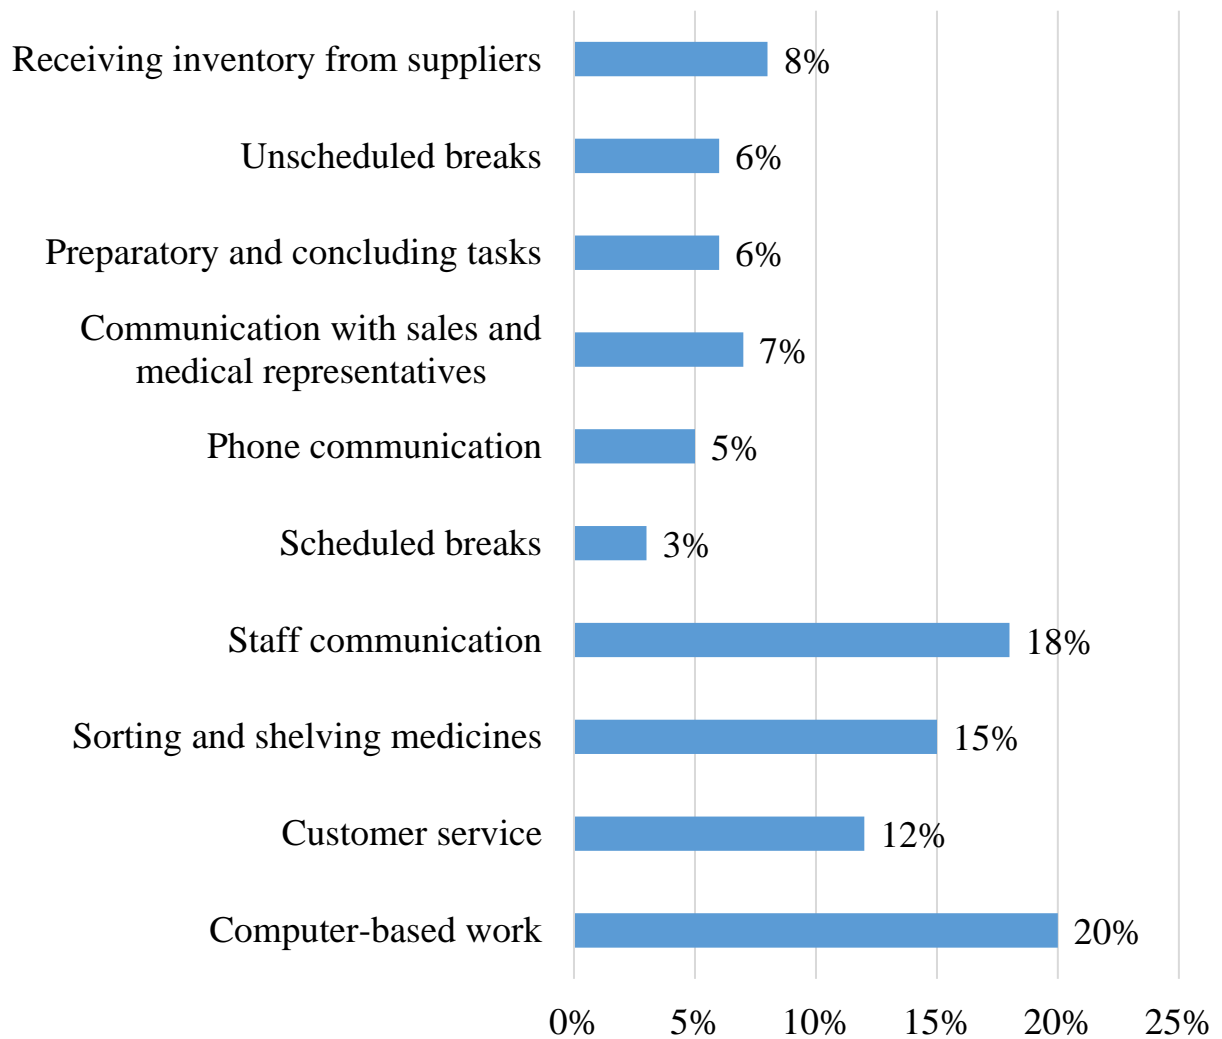 Receiving inventory from suppliers 8%
Unscheduled breaks 6%
Preparatory and concluding tasks 6%
Communication with sales and
medical representatives 7%
Phone communication 5%
Scheduled breaks 3%
Staff communication 18%
Sorting and shelving medicines 15%
Customer service 12%
Computer-based work 20%
0% 5% 10% 15% 20% 25%